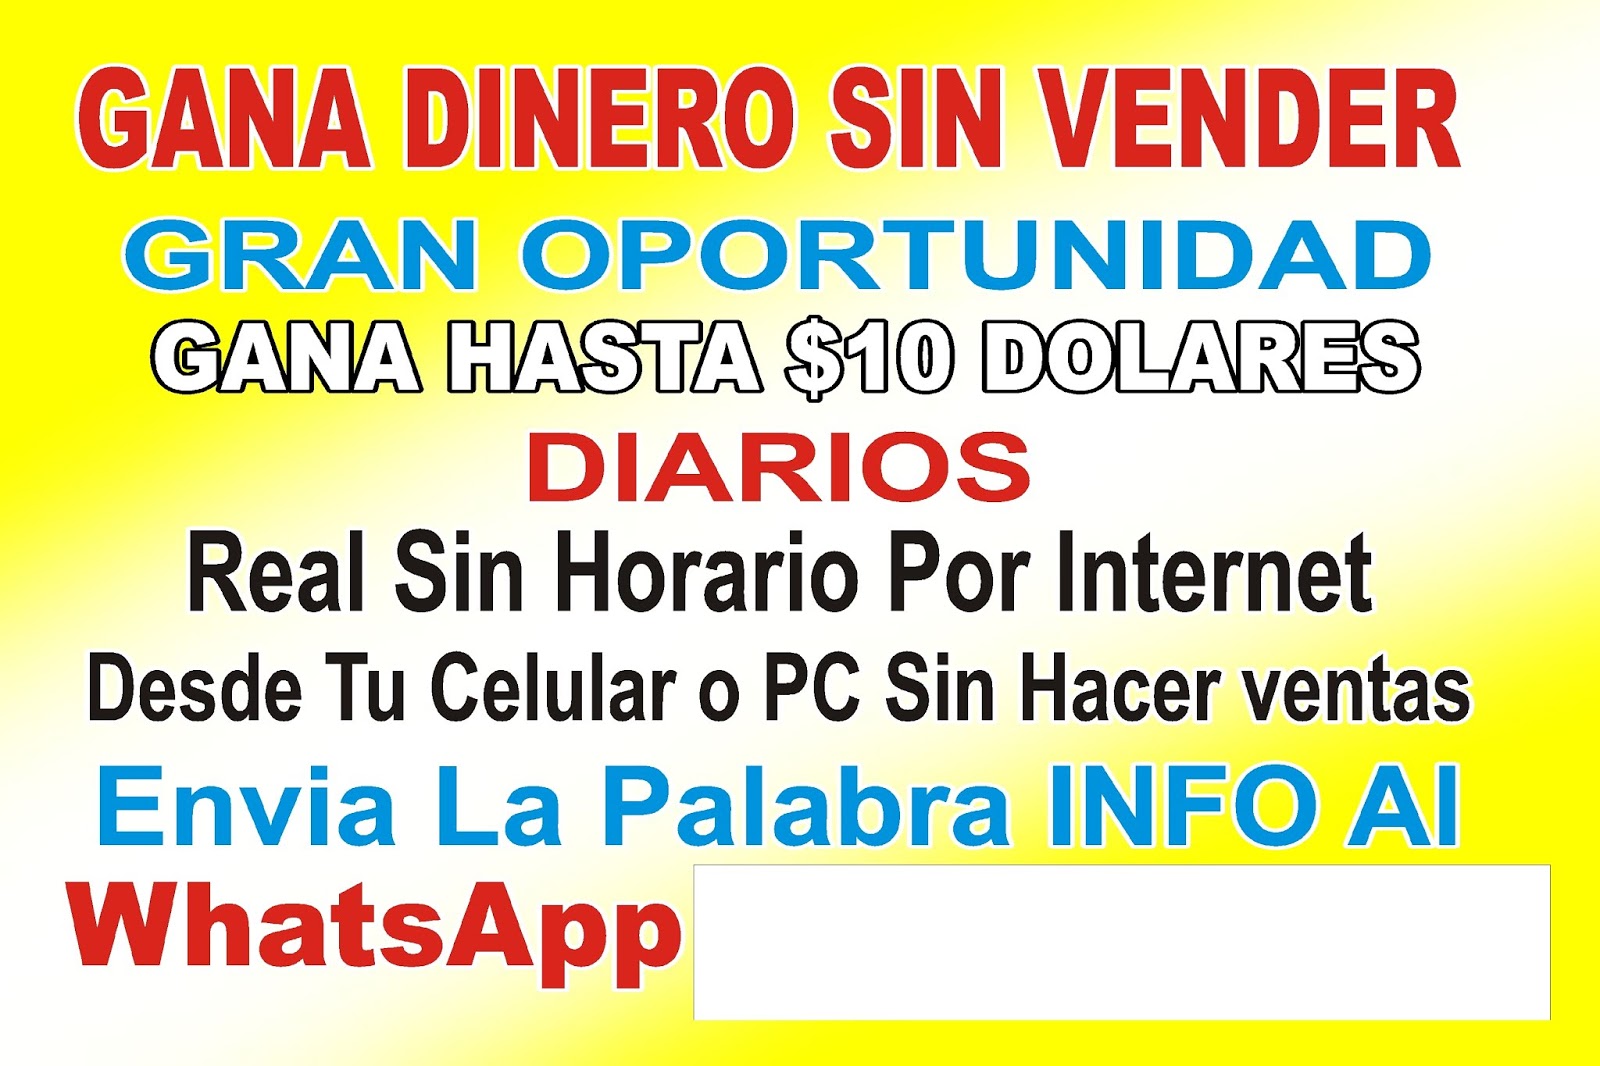 GANA DINERO SIN VENDER
GRAN OPORTUNIDAD
GANA HASTA $10 DOLARES
DIARIOS
Real Sin Horario Por Internet
Desde Tu Celular o PC Sin Hacer ventas
Envia La Palabra INFO Al
WhatsApp